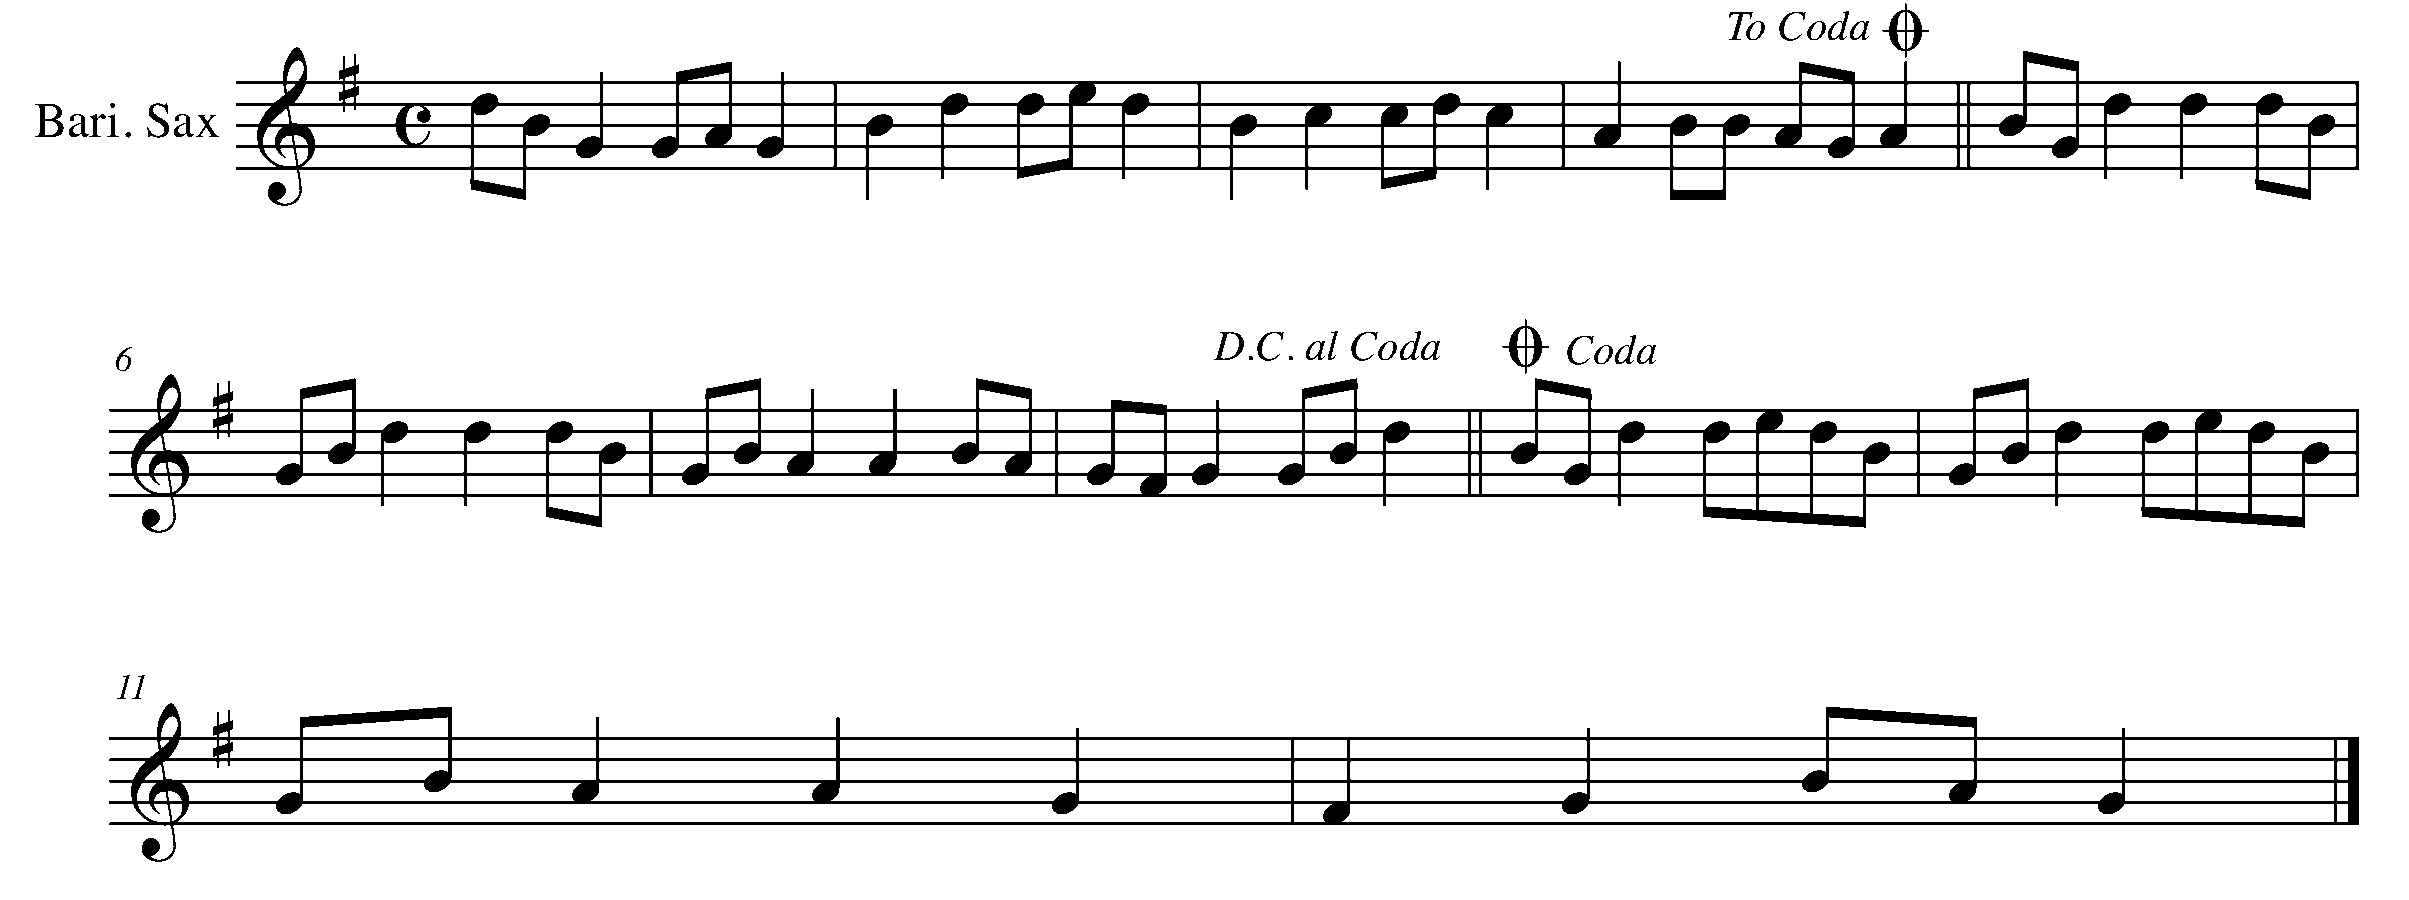 To Coda
Bari. Sax
6
D.C. al Coda
Coda
11